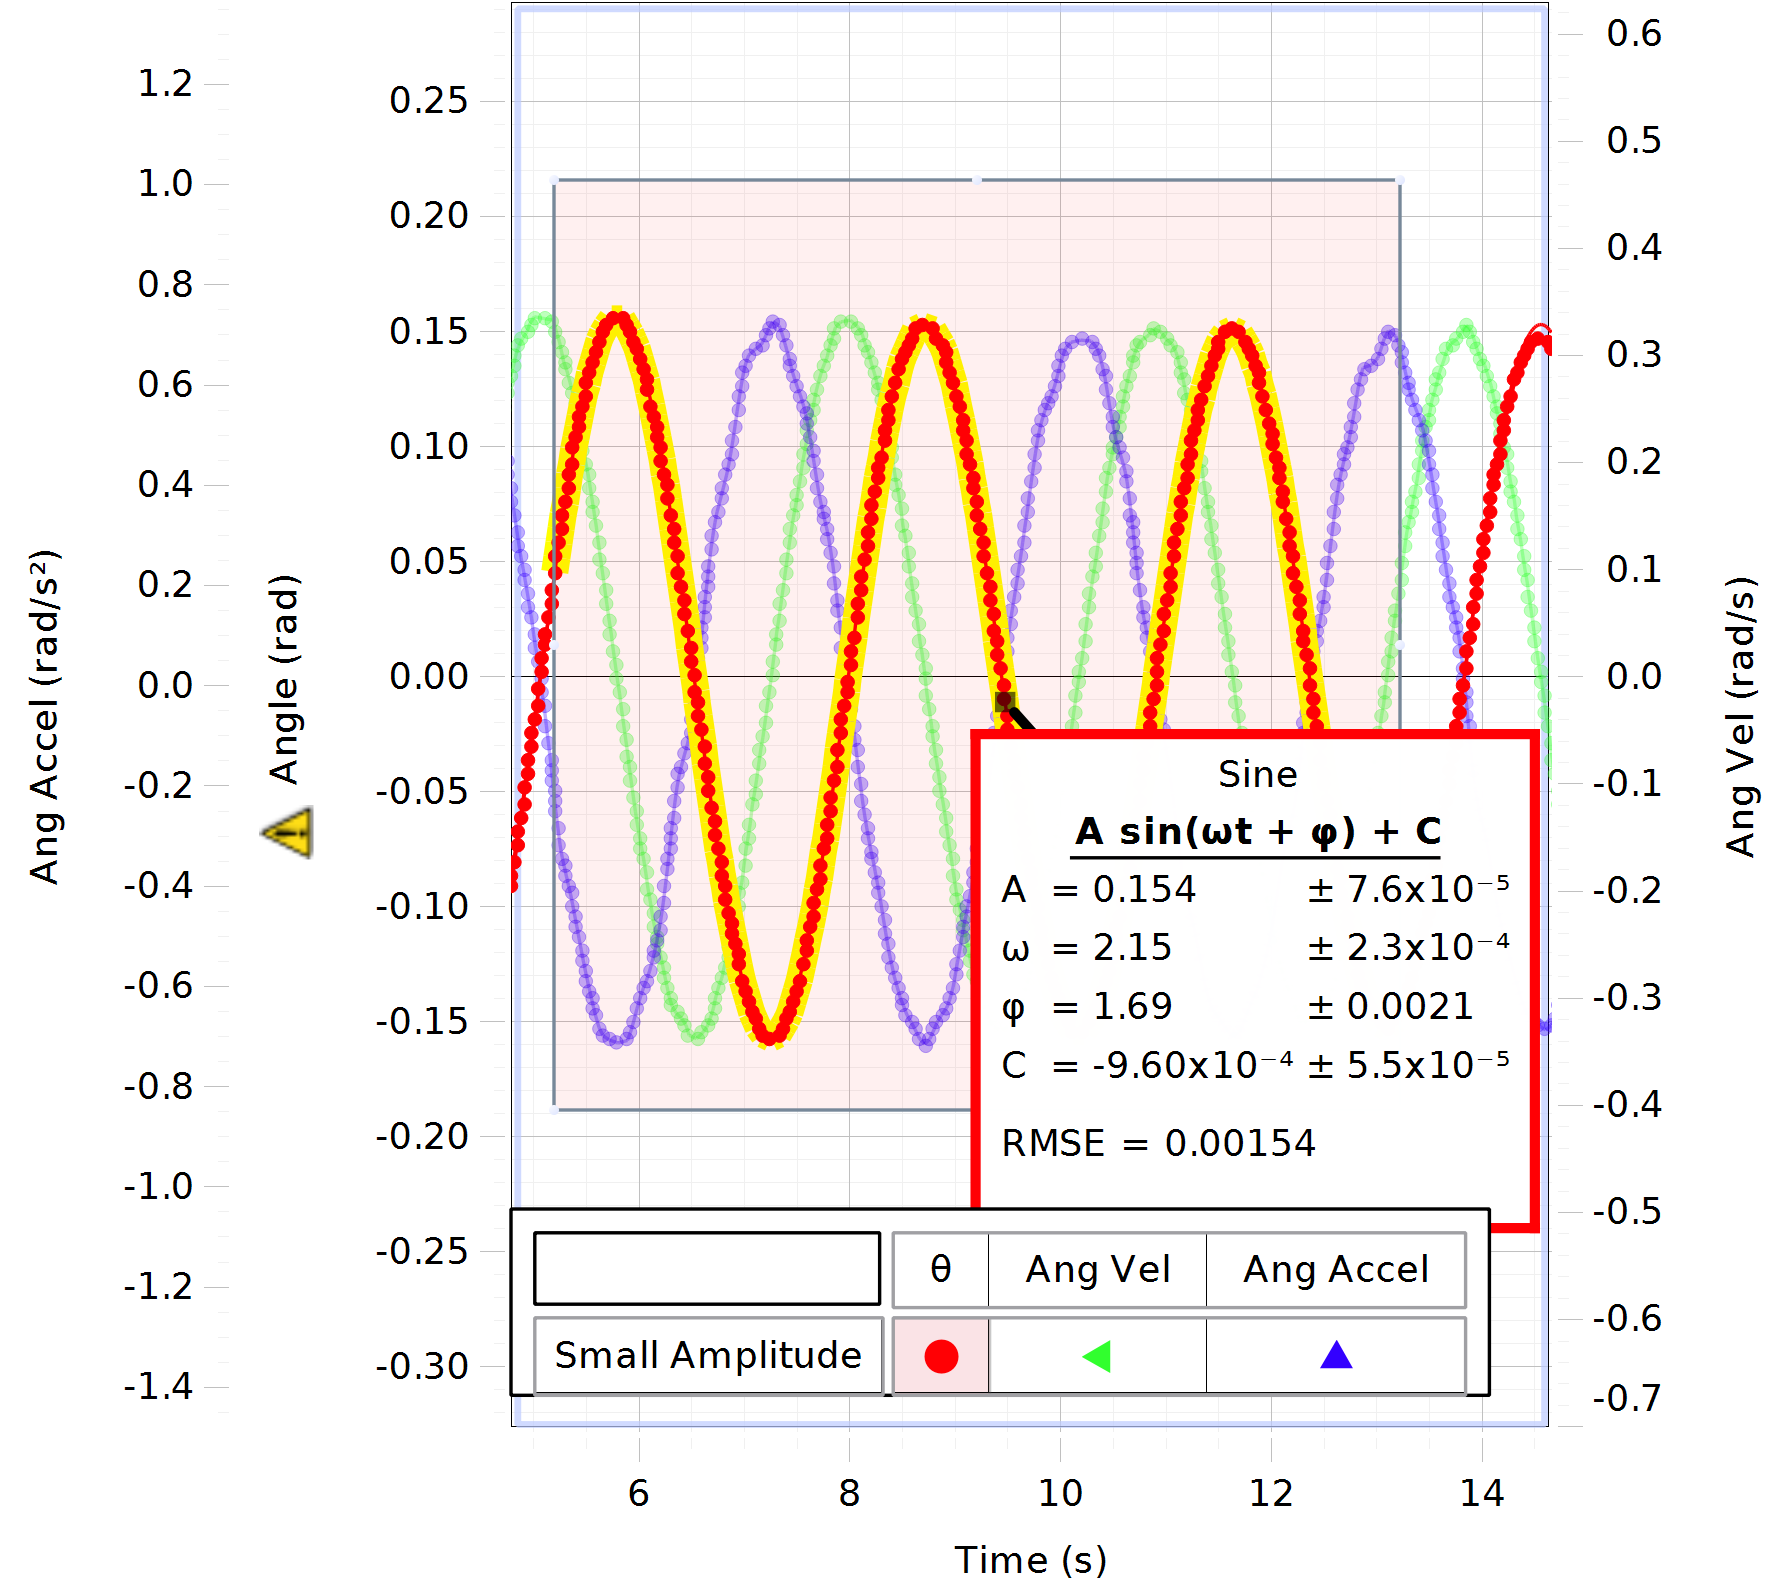 Ang Accel (rad/s²)
1.2
1.0
0.8
0.6
0.4
0.2
0.0
-0.2
-0.4
-0.6
-0.8
-1.0
-1.2
-1.4
Angle (rad)
0.25
0.20
0.15
0.10
0.05
0.00
-0.05
-0.10
-0.15
-0.20
-0.25
-0.30
0.6
0.5
0.4
0.3
0.2
0.1
0.0
-0.1
-0.2
-0.3
-0.4
-0.5
-0.6
-0.7
Ang Vel (rad/s)
Sine
A sin(ωt + φ) + C
A = 0.154 ± 7.6x10⁻⁵
ω = 2.15 ± 2.3x10⁻⁴
φ = 1.69 ± 0.0021
C = -9.60x10⁻⁴ ± 5.5x10⁻⁵
RMSE = 0.00154
θ Ang Vel Ang Accel
Small Amplitude
6 8 10 12 14
Time (s)